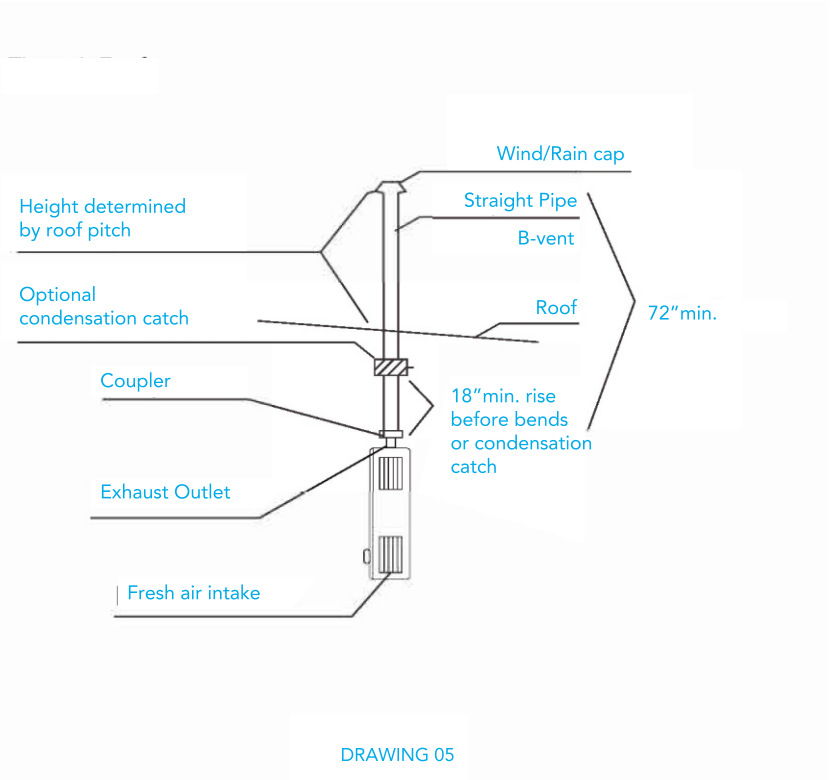 Wind/Rain cap
Height determined
by roof pitch
Straight Pipe
B-vent
Optional
condensation catch
Roof
72”min.
Coupler
18”min. rise
before bends
or condensation
catch
Exhaust Outlet
Fresh air intake
DRAWING 05